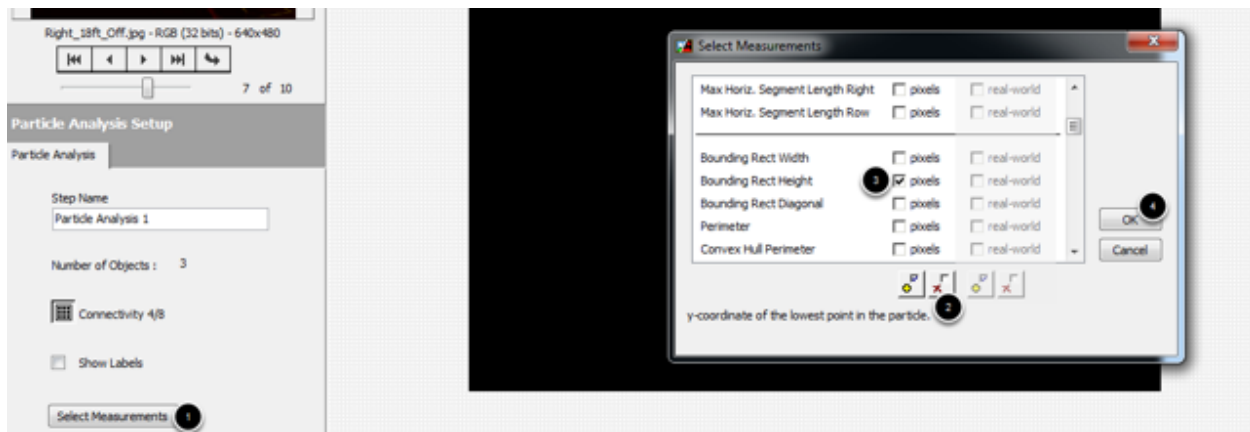 Right_18ft_Off.jpg - RGB (32 bits) - 640x480
7 of 10
Particle Analysis Setup
Particle Analysis
Step Name
Particle Analysis 1
Number of Objects : 3
Connectivity 4/8
Show Labels
Select Measurements 1
Select Measurements
Max Horiz. Segment Length Right pixels real-world
Max Horiz. Segment Length Row pixels real-world
Bounding Rect Width pixels real-world
Bounding Rect Height 3 pixels real-world
Bounding Rect Diagonal pixels real-world
Perimeter pixels real-world
Convex Hull Perimeter pixels real-world
OK 4
Cancel
2
y-coordinate of the lowest point in the particle.